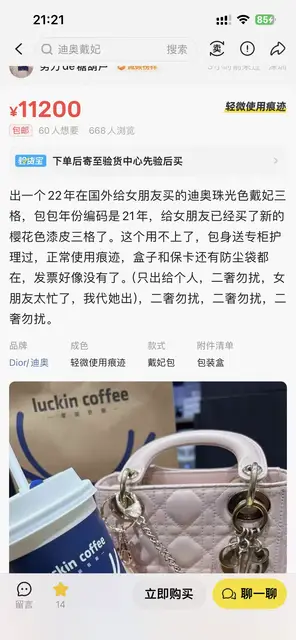 21:21
85
迪奥戴妃
搜索
卖
努力de糖葫芦
¥11200
轻微使用痕迹
包邮
60人想要
668人浏览
验货宝
下单后寄至验货中心先验后买
出一个22年在国外给女朋友买的迪奥珠光色戴妃三
格，包包年份编码是21年，给女朋友已经买了新的
樱花色漆皮三格了。这个用不上了，包身送专柜护
理过，正常使用痕迹，盒子和保卡还有防尘袋都
在，发票好像没有了。(只出给个人，二奢勿扰，女
朋友太忙了，我代她出)，二奢勿扰，二奢勿扰，二
奢勿扰。
品牌
成色
款式
附件清单
Dior/迪奥
轻微使用痕迹
戴妃包
包装盒
luckin coffee
luckin coffee
留言
14
立即购买
聊一聊